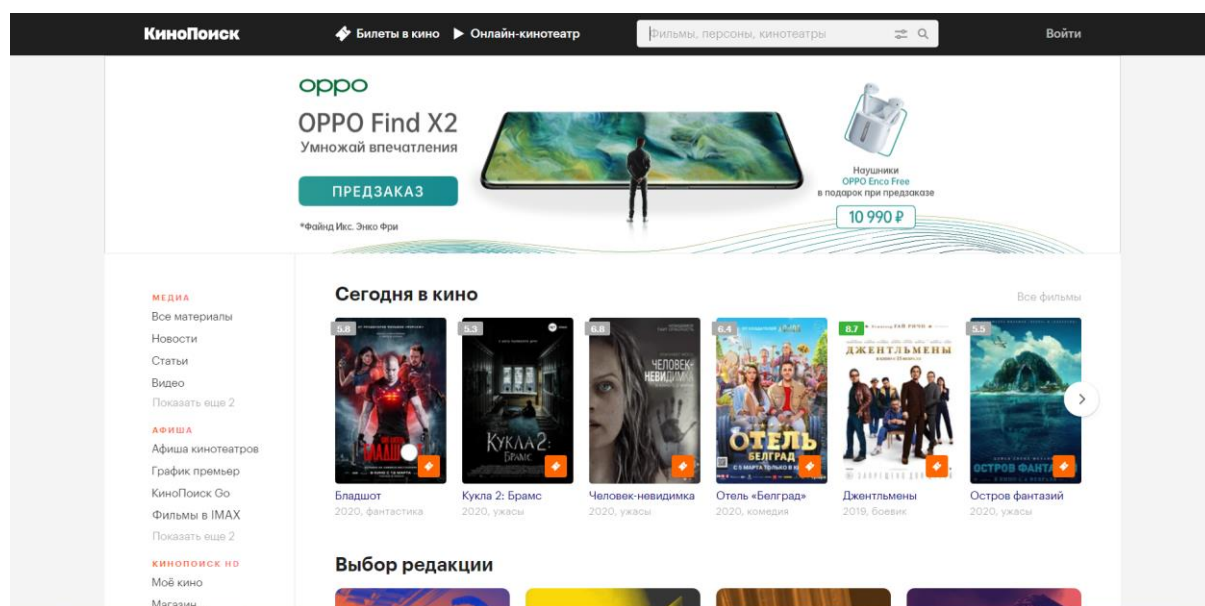 КиноПоиск
Билеты в кино
Онлайн-кинотеатр
Фильмы, персоны, кинотеатры
Войти
oppo
OPPO Find X2
Умножай впечатления
ПРЕДЗАКАЗ
*Файнд Икс. Энко Фри
Наушники
OPPO Enco Free
в подарок при предзаказе
10 990 ₽
МЕДИА
Все материалы
Новости
Статьи
Видео
Показать еще 2
АФИША
Афиша кинотеатров
График премьер
КиноПоиск Go
Фильмы в IMAX
Показать еще 2
КИНОПОИСК HD
Моё кино
Магазин
Сегодня в кино
Все фильмы
5.8
БЛАДШОТ
Бладшот
2020, фантастика
5.3
КУКЛА 2:
БРАМС
Кукла 2: Брамс
2020, ужасы
6.8
ЧЕЛОВЕК-
НЕВИДИМКА
Человек-невидимка
2020, ужасы
6.4
ОТЕЛЬ
БЕЛГРАД
Отель «Белград»
2020, комедия
8.7
ГАЙ РИЧИ
ДЖЕНТЛЬМЕНЫ
Джентльмены
2019, боевик
5.5
ОСТРОВ ФАНТА
Остров фантазий
2020, ужасы
Выбор редакции